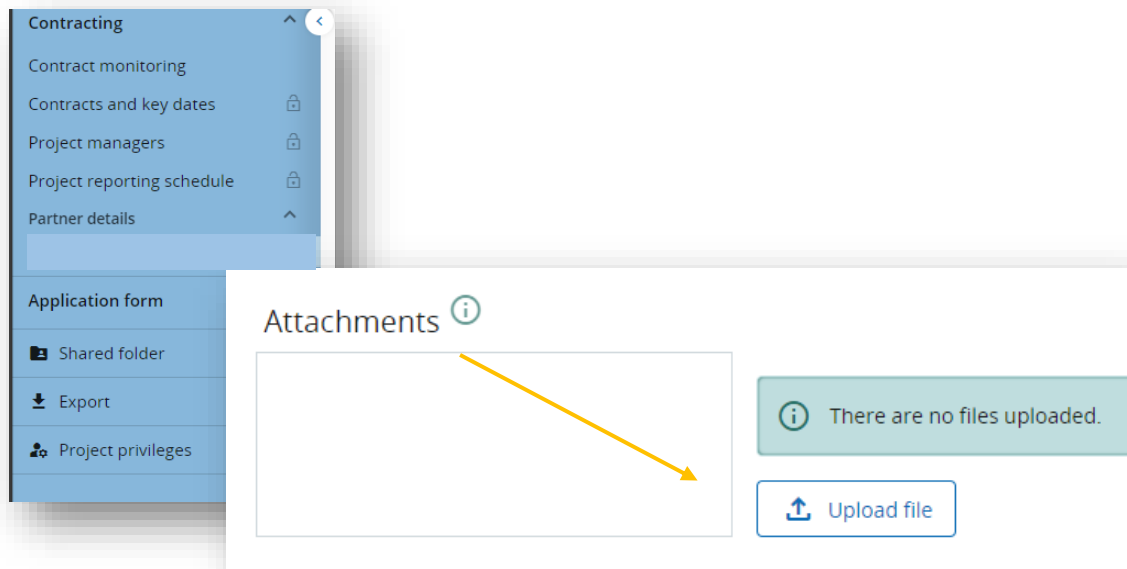 Contracting
Contract monitoring
Contracts and key dates
Project managers
Project reporting schedule
Partner details
Application form
Shared folder
Export
Project privileges
Attachments
There are no files uploaded.
Upload file